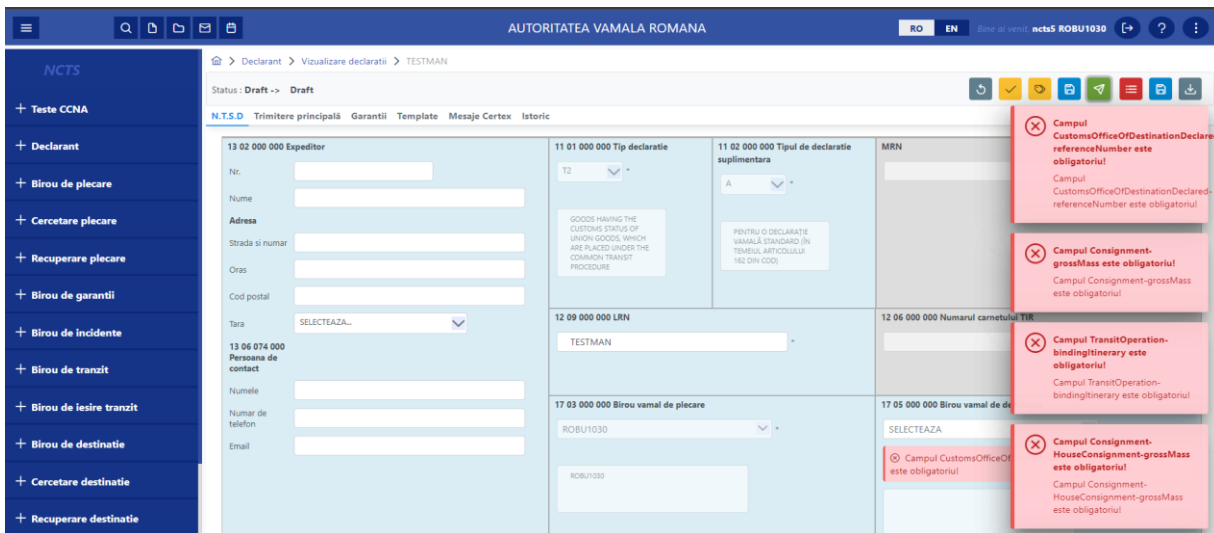 AUTORITATEA VAMALA ROMANA
RO EN Bine ai venit, ncts5 ROBU1030
NCTS
+ Teste CCNA
+ Declarant
+ Birou de plecare
+ Cercetare plecare
+ Recuperare plecare
+ Birou de garantii
+ Birou de incidente
+ Birou de tranzit
+ Birou de iesire tranzit
+ Birou de destinatie
+ Cercetare destinatie
+ Recuperare destinatie
> Declarant > Vizualizare declaratii > TESTMAN
Status : Draft -> Draft
N.T.S.D Trimitere principală Garantii Template Mesaje Certex Istoric
13 02 000 000 Expeditor
Nr.
Nume
Adresa
Strada si numar
Oras
Cod postal
Tara SELECTEAZA...
13 06 074 000
Persoana de
contact
Numele
Numar de
telefon
Email
11 01 000 000 Tip declaratie
T2 *
GOODS HAVING THE
CUSTOMS STATUS OF
UNION GOODS, WHICH
ARE PLACED UNDER THE
COMMON TRANSIT
PROCEDURE
11 02 000 000 Tipul de declaratie
suplimentara
A *
PENTRU O DECLARAȚIE
VAMALĂ STANDARD (ÎN
TEMEIUL ARTICOLULUI
162 DIN COD)
MRN
12 09 000 000 LRN
TESTMAN *
12 06 000 000 Numarul carnetului TIR
17 03 000 000 Birou vamal de plecare
ROBU1030 *
ROBU1030
17 05 000 000 Birou vamal de de
SELECTEAZA
Campul CustomsOfficeOf
este obligatoriu!
Campul
CustomsOfficeOfDestinationDeclare
referenceNumber este
obligatoriu!
Campul
CustomsOfficeOfDestinationDeclared-
referenceNumber este obligatoriu!
Campul Consignment-
grossMass este obligatoriu!
Campul Consignment-grossMass
este obligatoriu!
Campul TransitOperation-
bindingItinerary este
obligatoriu!
Campul TransitOperation-
bindingItinerary este obligatoriu!
Campul Consignment-
HouseConsignment-grossMass
este obligatoriu!
Campul Consignment-
HouseConsignment-grossMass
este obligatoriu!